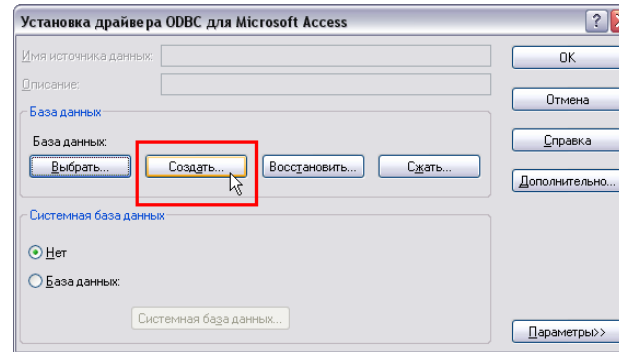 Установка драйвера ODBC для Microsoft Access
Имя источника данных:
OK
Описание:
Отмена
База данных
База данных:
Справка
Выбрать...
Создать...
Восстановить...
Сжать...
Дополнительно...
Системная база данных
Нет
База данных:
Системная база данных...
Параметры>>